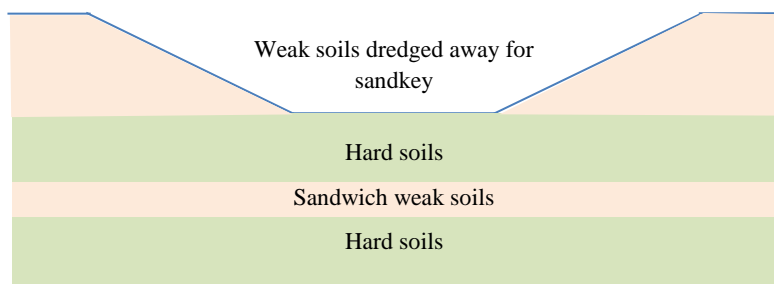 Weak soils dredged away for
sandkey
Hard soils
Sandwich weak soils
Hard soils